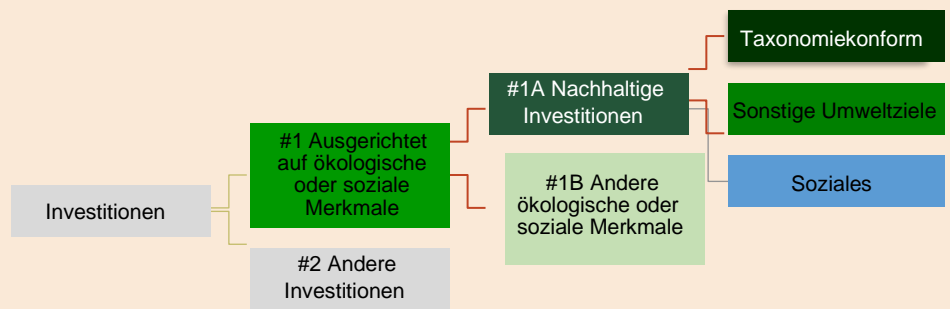 Investitionen
#1 Ausgerichtet
auf ökologische
oder soziale
Merkmale
#2 Andere
Investitionen
#1A Nachhaltige
Investitionen
#1B Andere
ökologische oder
soziale Merkmale
Taxonomiekonform
Sonstige Umweltziele
Soziales